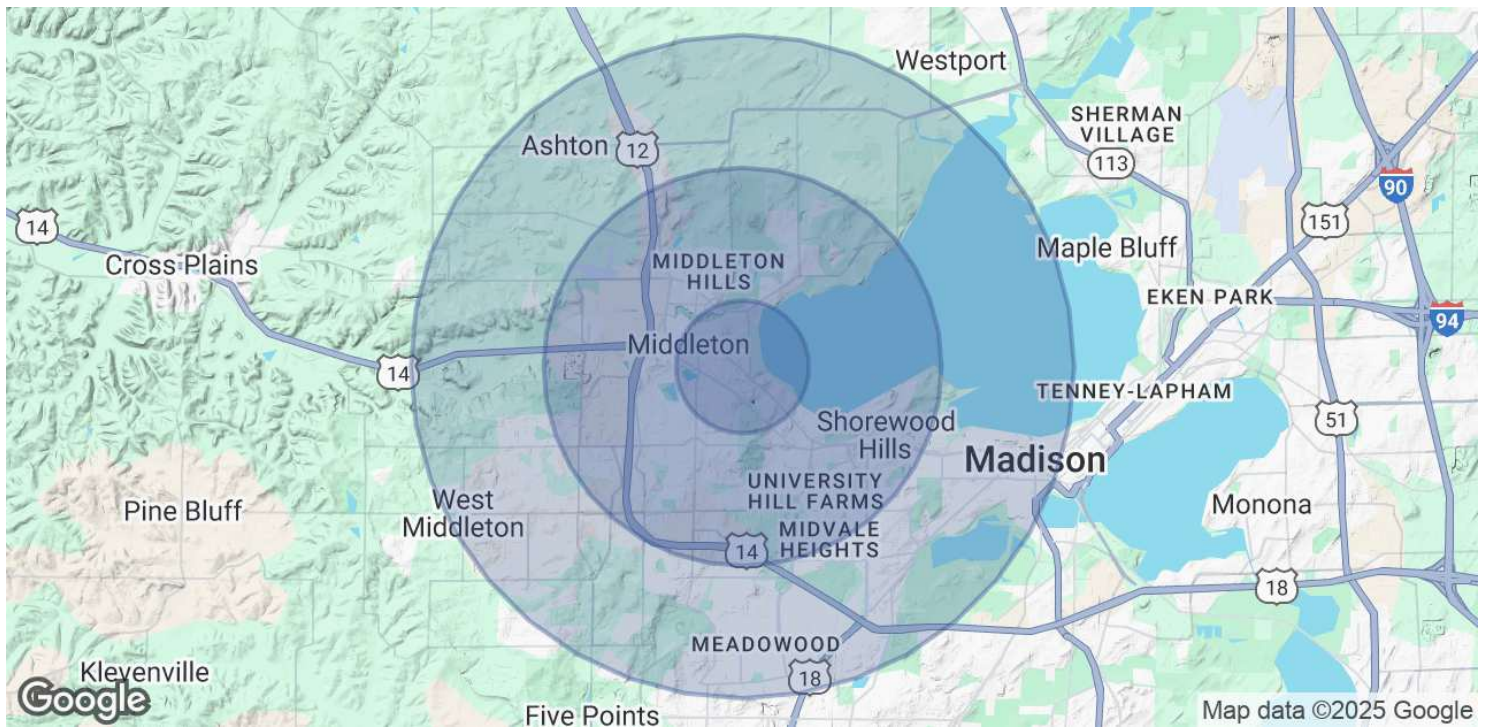 Westport
SHERMAN
VILLAGE
Ashton
12
113
90
14
151
Cross Plains
MIDDLETON
HILLS
Maple Bluff
EKEN PARK
94
Middleton
14
TENNEY-LAPHAM
51
Shorewood
Hills
Madison
UNIVERSITY
HILL FARMS
West
Middleton
Pine Bluff
Monona
MIDVALE
HEIGHTS
14
18
MEADOWOOD
18
Klevenville
Google
Five Points
Map data ©2025 Google